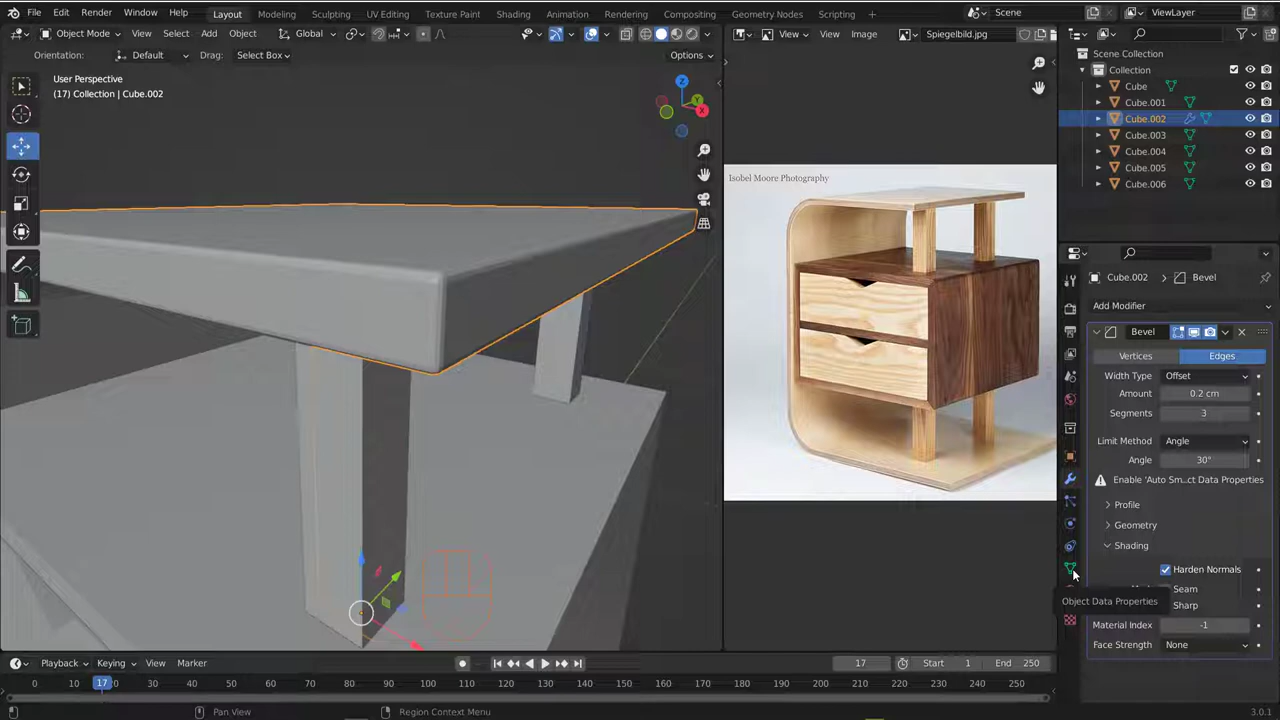 File Edit Render Window Help Layout Modeling Sculpting UV Editing Texture Paint Shading Animation Rendering Compositing Geometry Nodes Scripting Scene ViewLayer
Object Mode View Select Add Object Global View View Image Spiegelbild.jpg
Orientation: Default Drag: Select Box Options
User Perspective
(17) Collection | Cube.002
Z
Y
X
Isobel Moore Photography
Scene Collection
Collection
Cube
Cube.001
Cube.002
Cube.003
Cube.004
Cube.005
Cube.006
Cube.002 Bevel
Add Modifier
Bevel
Vertices Edges
Width Type Offset
Amount 0.2 cm
Segments 3
Limit Method Angle
Angle 30°
Enable 'Auto Sm...ct Data Properties
Profile
Geometry
Shading
Harden Normals
Seam
Object Data Properties
Sharp
Material Index -1
Face Strength None
Playback Keying View Marker 17 Start 1 End 250
0 10 17 20 30 40 50 60 70 80 90 100 110 120 130 140 150 160 170 180 190 200 210 220 230 240 250
Pan View Region Context Menu 3.0.1